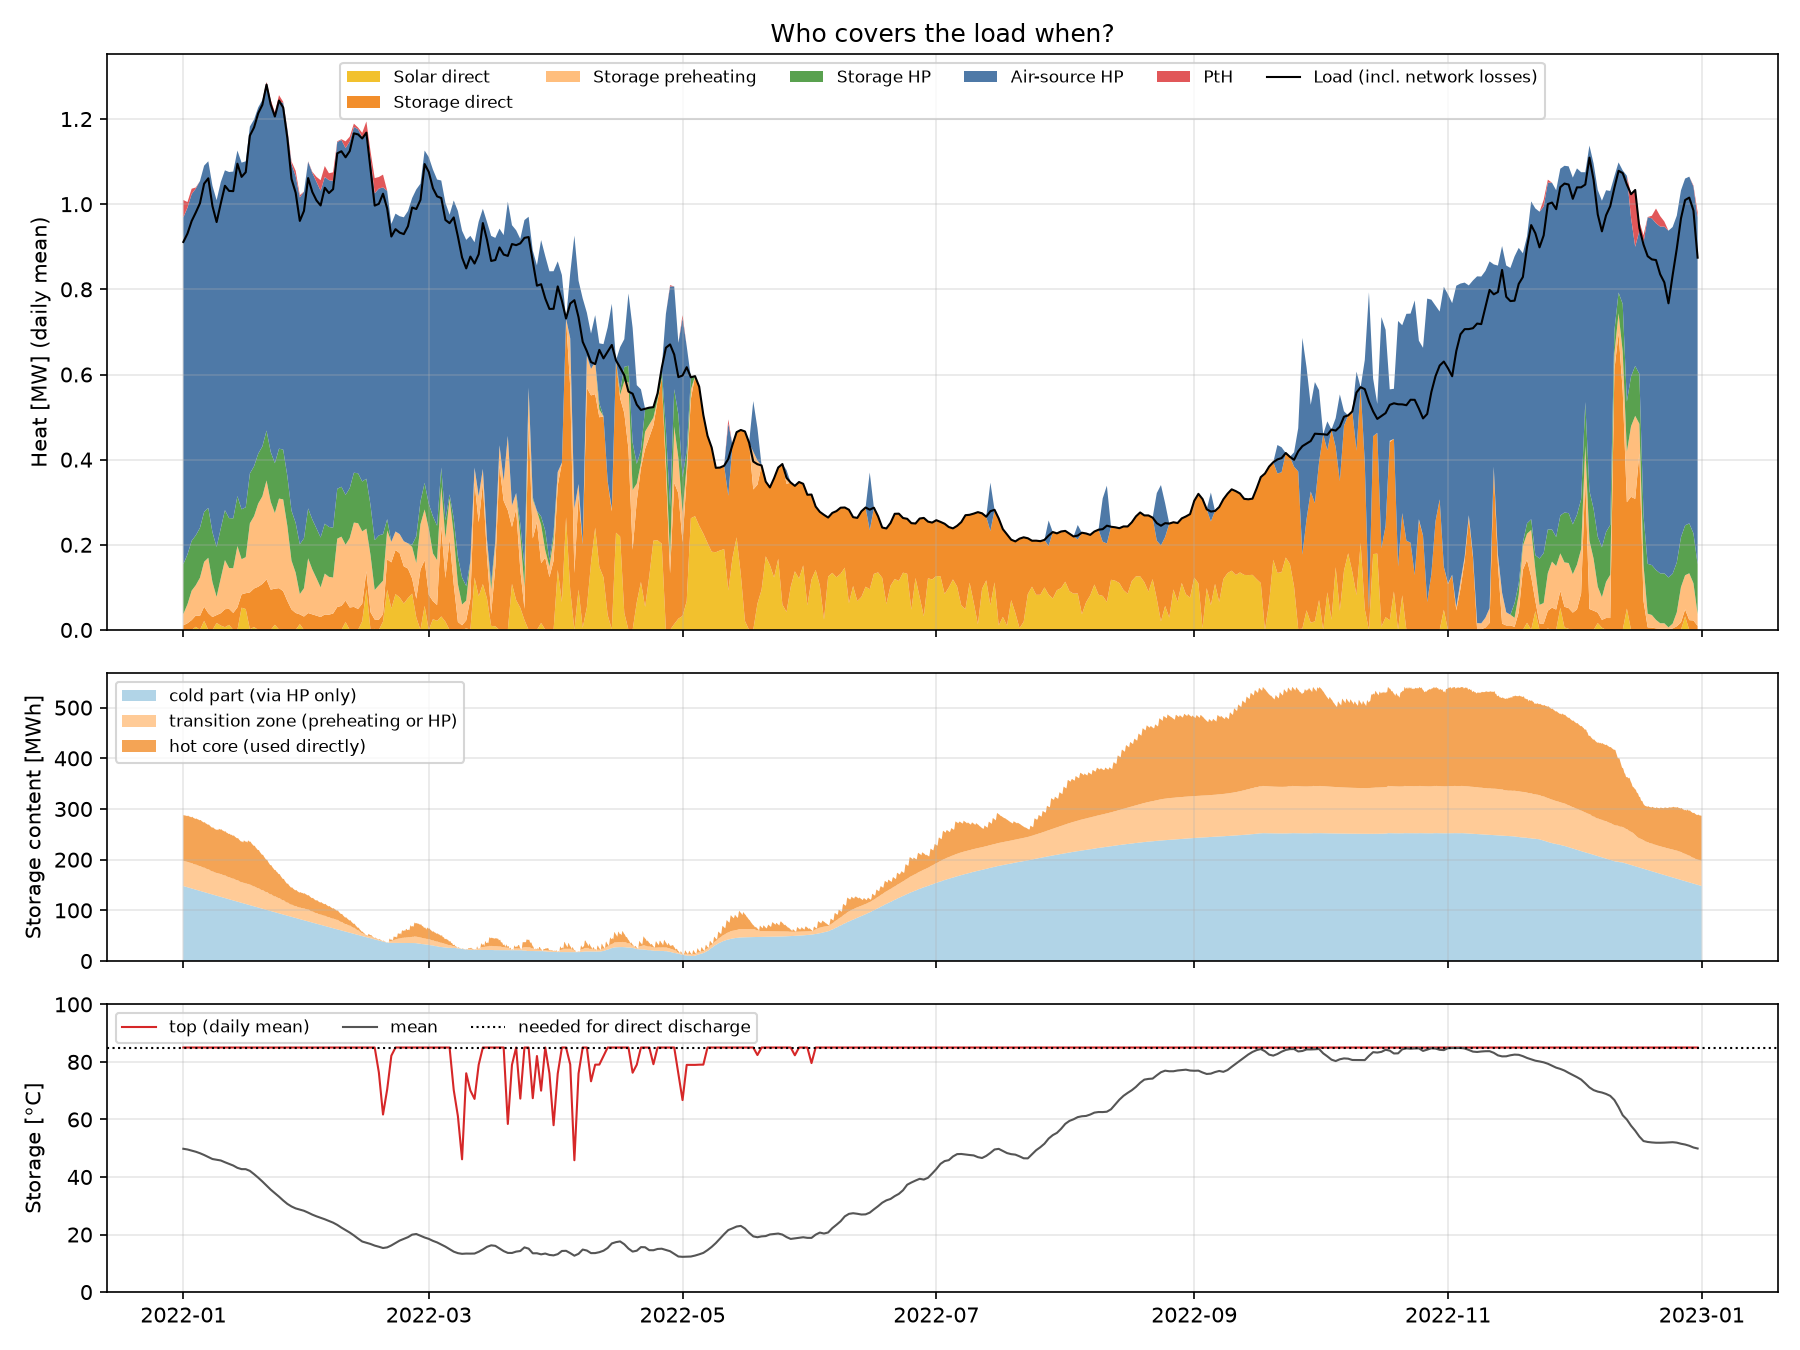 Who covers the load when?
Solar direct
Storage direct
Storage preheating
Storage HP
Air-source HP
PtH
Load (incl. network losses)
Heat [MW] (daily mean)
1.2
1.0
0.8
0.6
0.4
0.2
0.0
cold part (via HP only)
transition zone (preheating or HP)
hot core (used directly)
Storage content [MWh]
500
400
300
200
100
0
top (daily mean)
mean
needed for direct discharge
Storage [°C]
100
80
60
40
20
0
2022-01
2022-03
2022-05
2022-07
2022-09
2022-11
2023-01